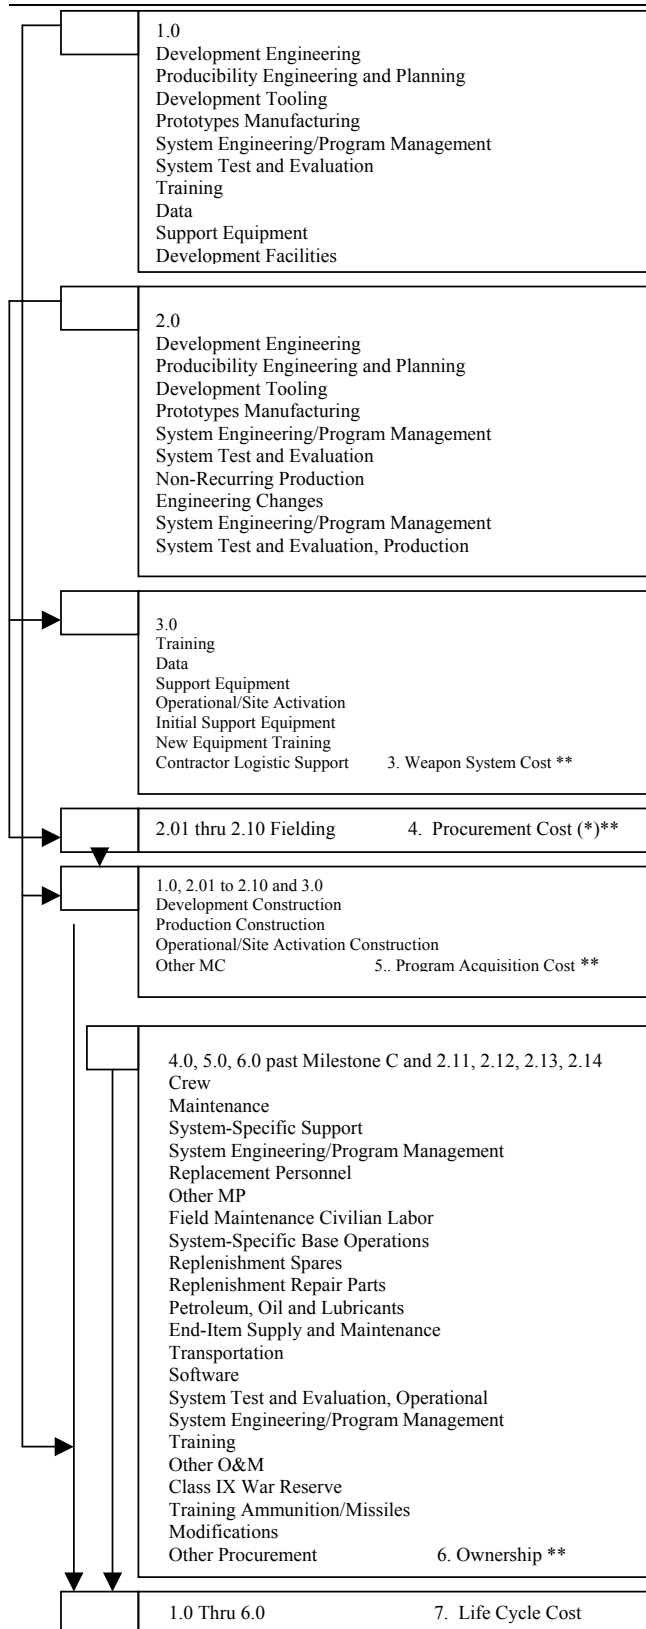 1.0
Development Engineering
Producibility Engineering and Planning
Development Tooling
Prototypes Manufacturing
System Engineering/Program Management
System Test and Evaluation
Training
Data
Support Equipment
Development Facilities
2.0
Development Engineering
Producibility Engineering and Planning
Development Tooling
Prototypes Manufacturing
System Engineering/Program Management
System Test and Evaluation
Non-Recurring Production
Engineering Changes
System Engineering/Program Management
System Test and Evaluation, Production
3.0
Training
Data
Support Equipment
Operational/Site Activation
Initial Support Equipment
New Equipment Training
Contractor Logistic Support 3. Weapon System Cost **
2.01 thru 2.10 Fielding 4. Procurement Cost (*)**
1.0, 2.01 to 2.10 and 3.0
Development Construction
Production Construction
Operational/Site Activation Construction
Other MC 5.. Program Acquisition Cost **
4.0, 5.0, 6.0 past Milestone C and 2.11, 2.12, 2.13, 2.14
Crew
Maintenance
System-Specific Support
System Engineering/Program Management
Replacement Personnel
Other MP
Field Maintenance Civilian Labor
System-Specific Base Operations
Replenishment Spares
Replenishment Repair Parts
Petroleum, Oil and Lubricants
End-Item Supply and Maintenance
Transportation
Software
System Test and Evaluation, Operational
System Engineering/Program Management
Training
Other O&M
Class IX War Reserve
Training Ammunition/Missiles
Modifications
Other Procurement 6. Ownership **
1.0 Thru 6.0 7. Life Cycle Cost